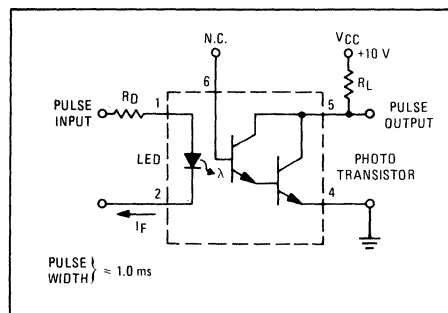 N.C.
VCC
+10 V
6
RD
RL
PULSE
INPUT
1
5
PULSE
OUTPUT
LED
λ
PHOTO
TRANSISTOR
2
4
IF
PULSE
WIDTH } ≈ 1.0 ms